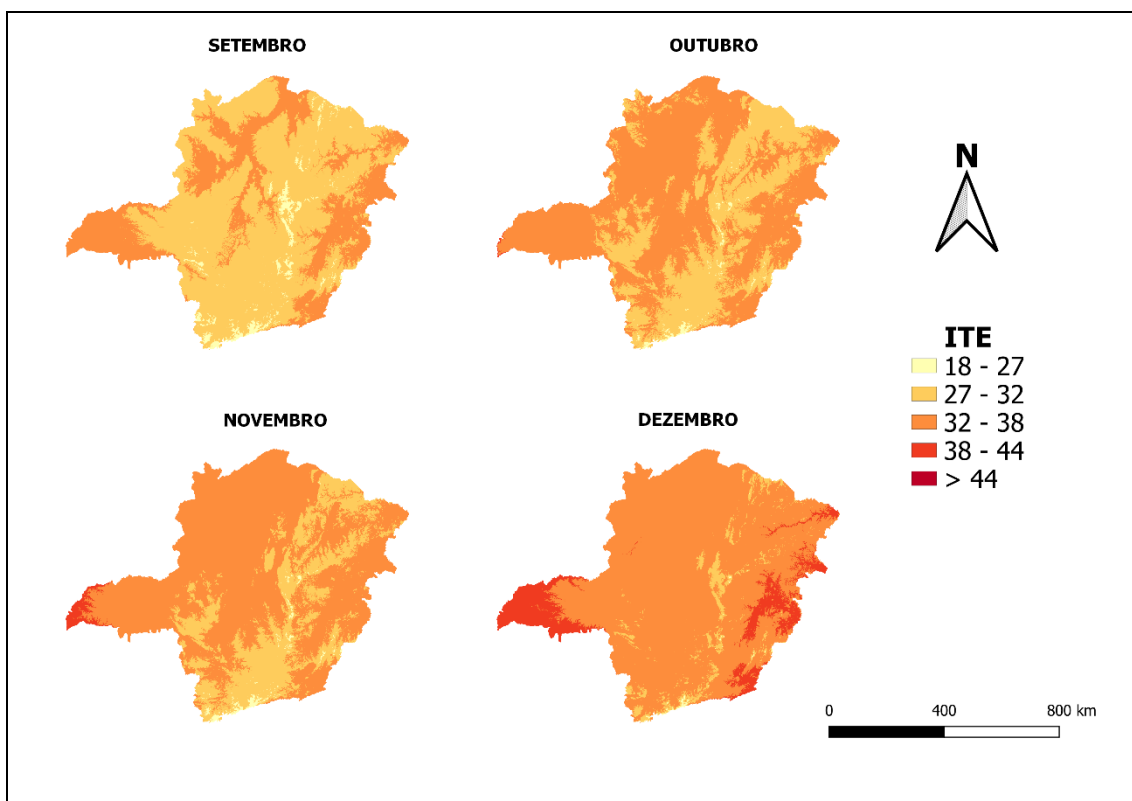 SETEMBRO
OUTUBRO
N
ITE
18 - 27
27 - 32
32 - 38
38 - 44
> 44
NOVEMBRO
DEZEMBRO
0 400 800 km